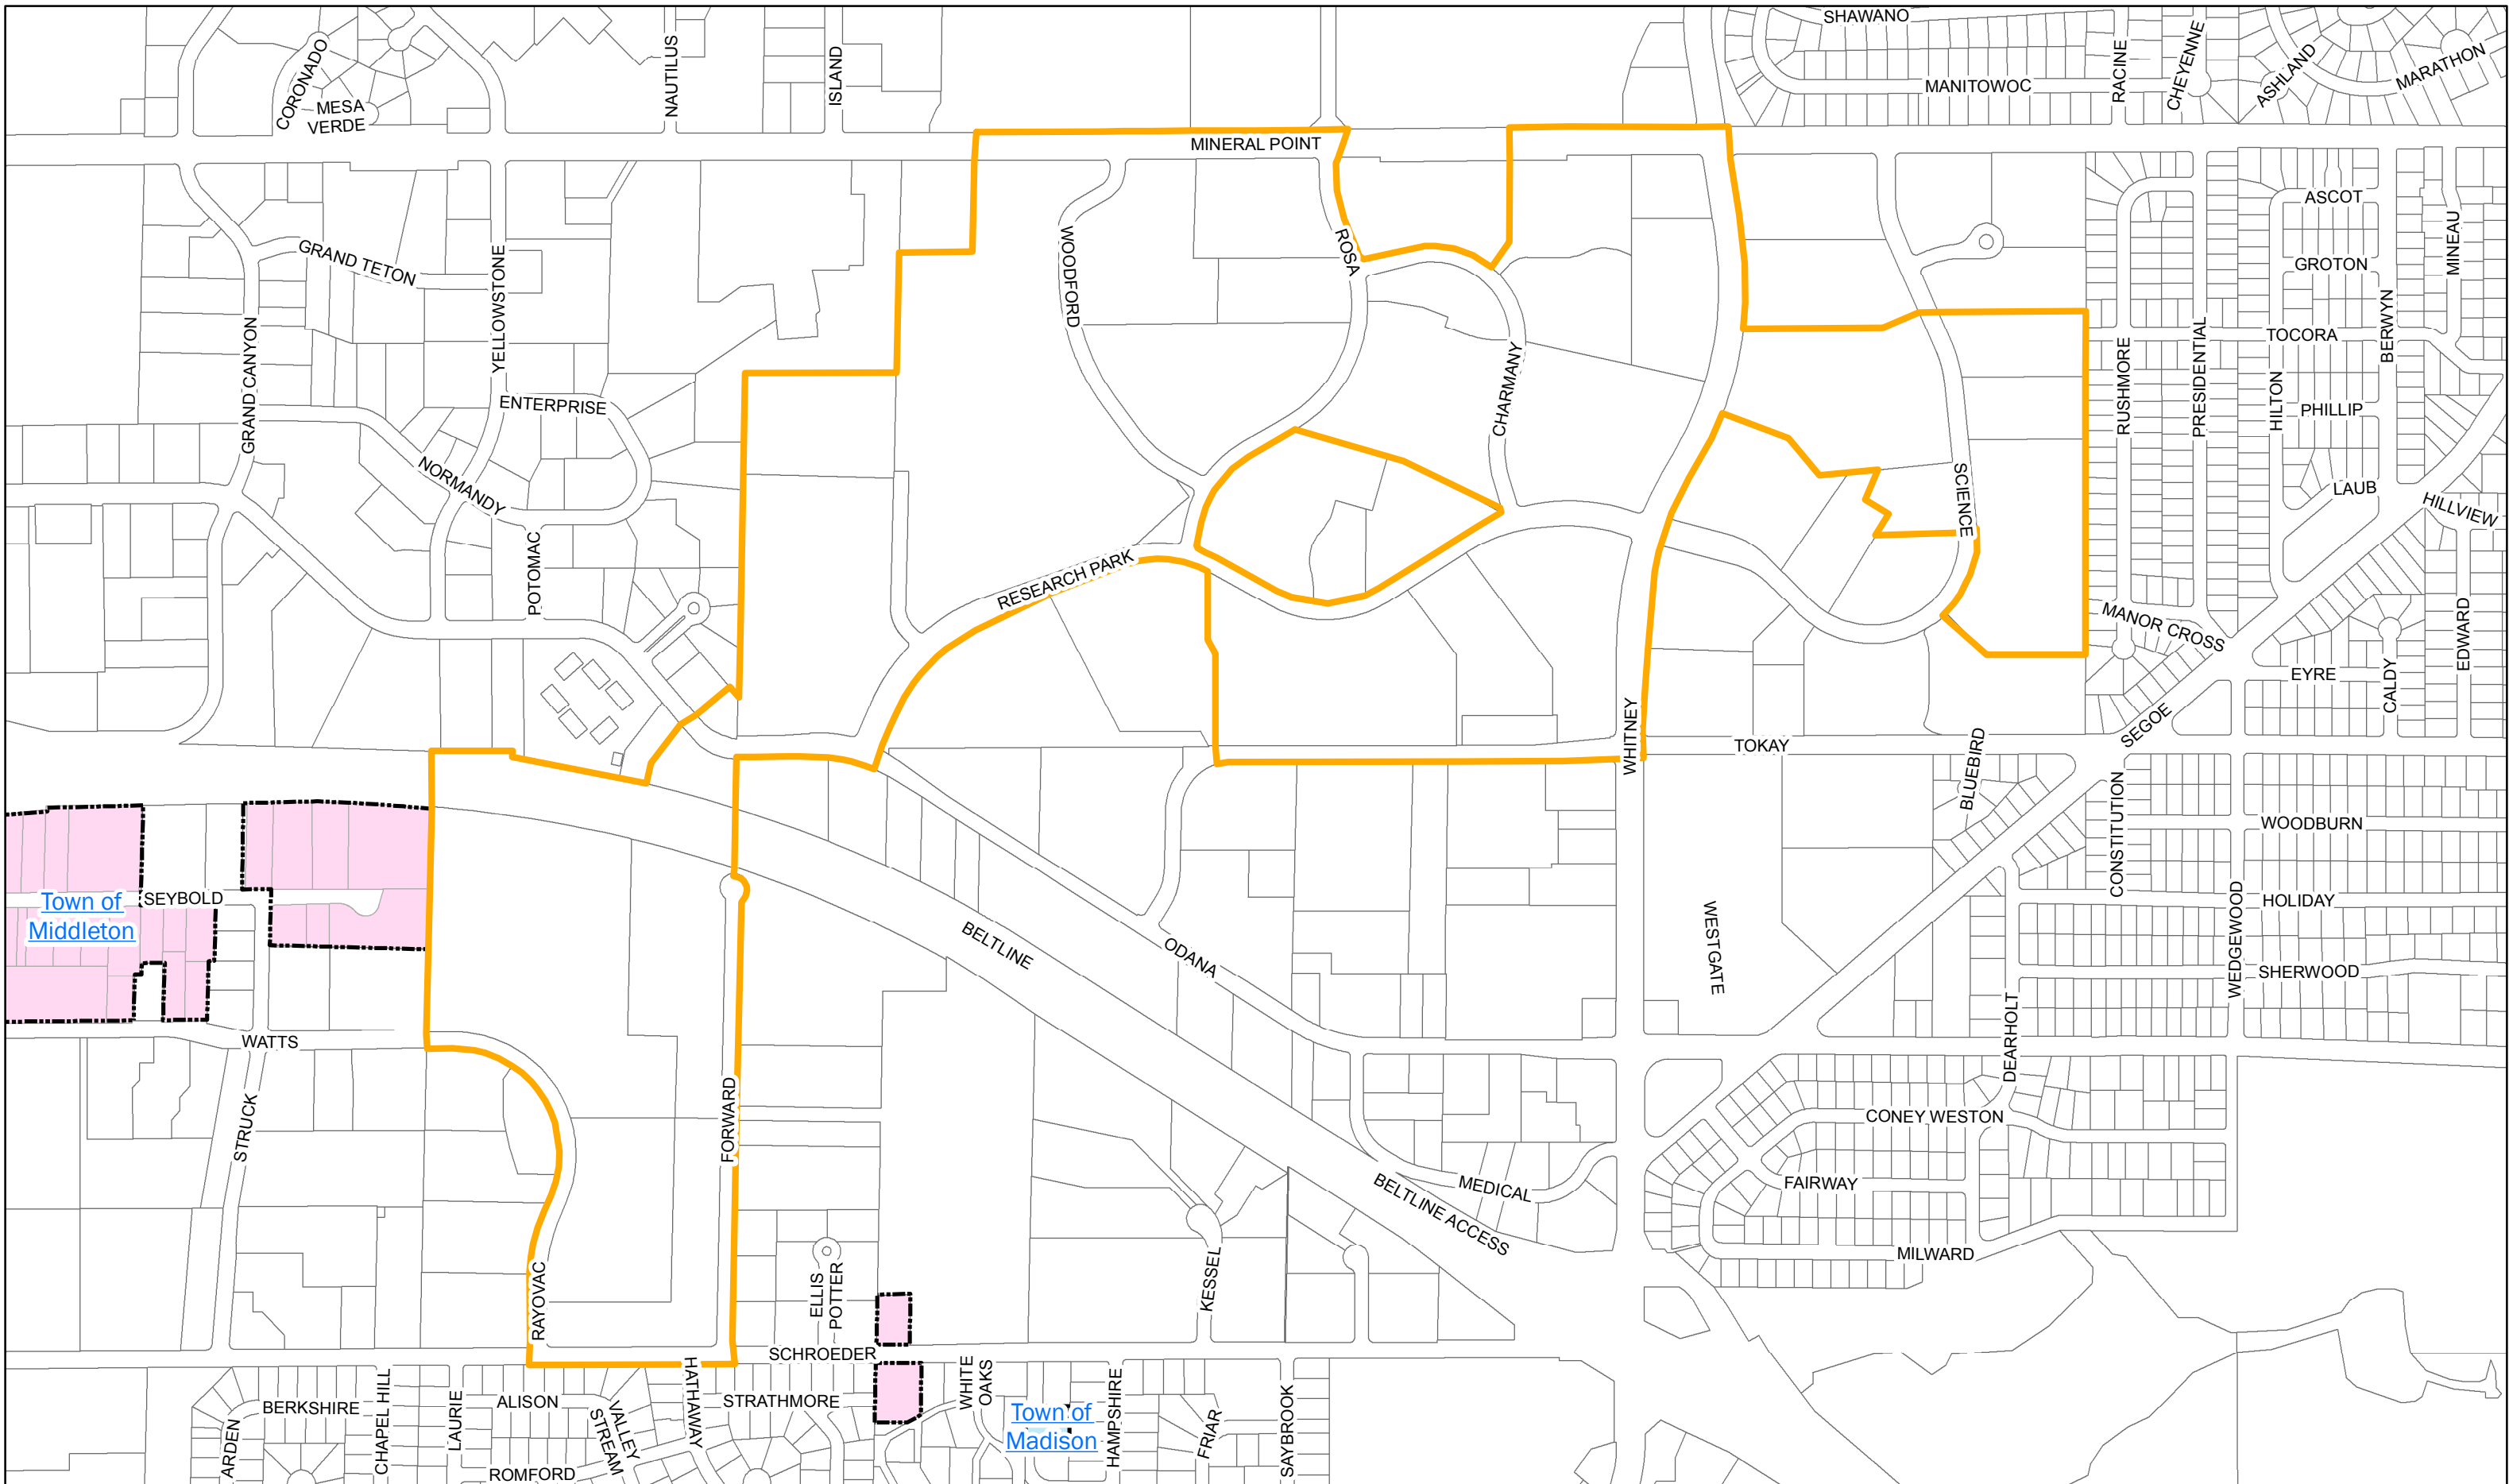 SHAWANO
CORONADO
MESA
VERDE
NAUTILUS
ISLAND
MANITOWOC
RACINE
CHEYENNE
ASHLAND
MARATHON
MINERAL POINT
ASCOT
MINEAU
GRAND TETON
YELLOWSTONE
WOODFORD
ROSA
GROTON
GRAND CANYON
TOCORA
BERWYN
PRESIDENTIAL
RUSHMORE
HILTON
CHARMANY
ENTERPRISE
PHILLIP
NORMANDY
SCIENCE
LAUB
HILLVIEW
POTOMAC
RESEARCH PARK
MANOR CROSS
EDWARD
EYRE
CALDY
SEGOE
WHITNEY
TOKAY
BLUEBIRD
CONSTITUTION
WOODBURN
Town of
Middleton
SEYBOLD
HOLIDAY
WEDGEWOOD
BELTLINE
ODANA
WESTGATE
SHERWOOD
WATTS
DEARHOLT
STRUCK
FORWARD
CONEY WESTON
MEDICAL
FAIRWAY
BELTLINE ACCESS
MILWARD
RAYOVAC
ELLIS
POTTER
KESSEL
SCHROEDER
HATHAWAY
WHITE
OAKS
BERKSHIRE
CHAPEL HILL
LAURIE
ALISON
STRATHMORE
Town of
Madison
HAMPSHIRE
SAYBROOK
ARDEN
VALLEY
STREAM
FRIAR
ROMFORD